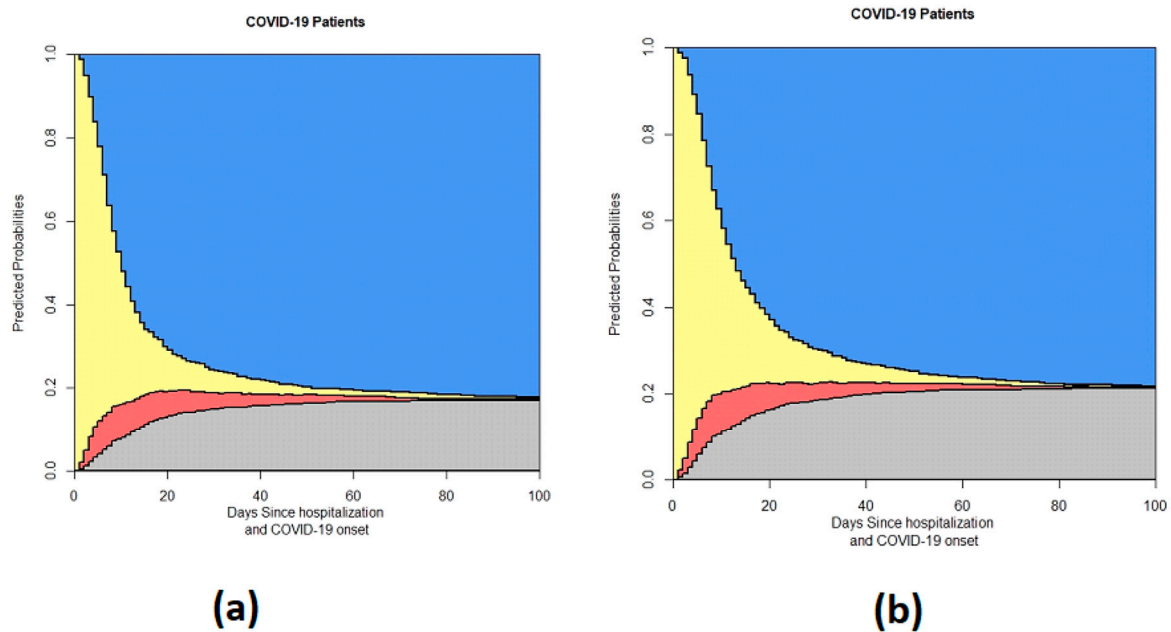 COVID-19 Patients
Predicted Probabilities
1.0
0.8
0.6
0.4
0.2
0.0
0 20 40 60 80 100
Days Since hospitalization
and COVID-19 onset
(a)
COVID-19 Patients
Predicted Probabilities
1.0
0.8
0.6
0.4
0.2
0.0
0 20 40 60 80 100
Days Since hospitalization
and COVID-19 onset
(b)